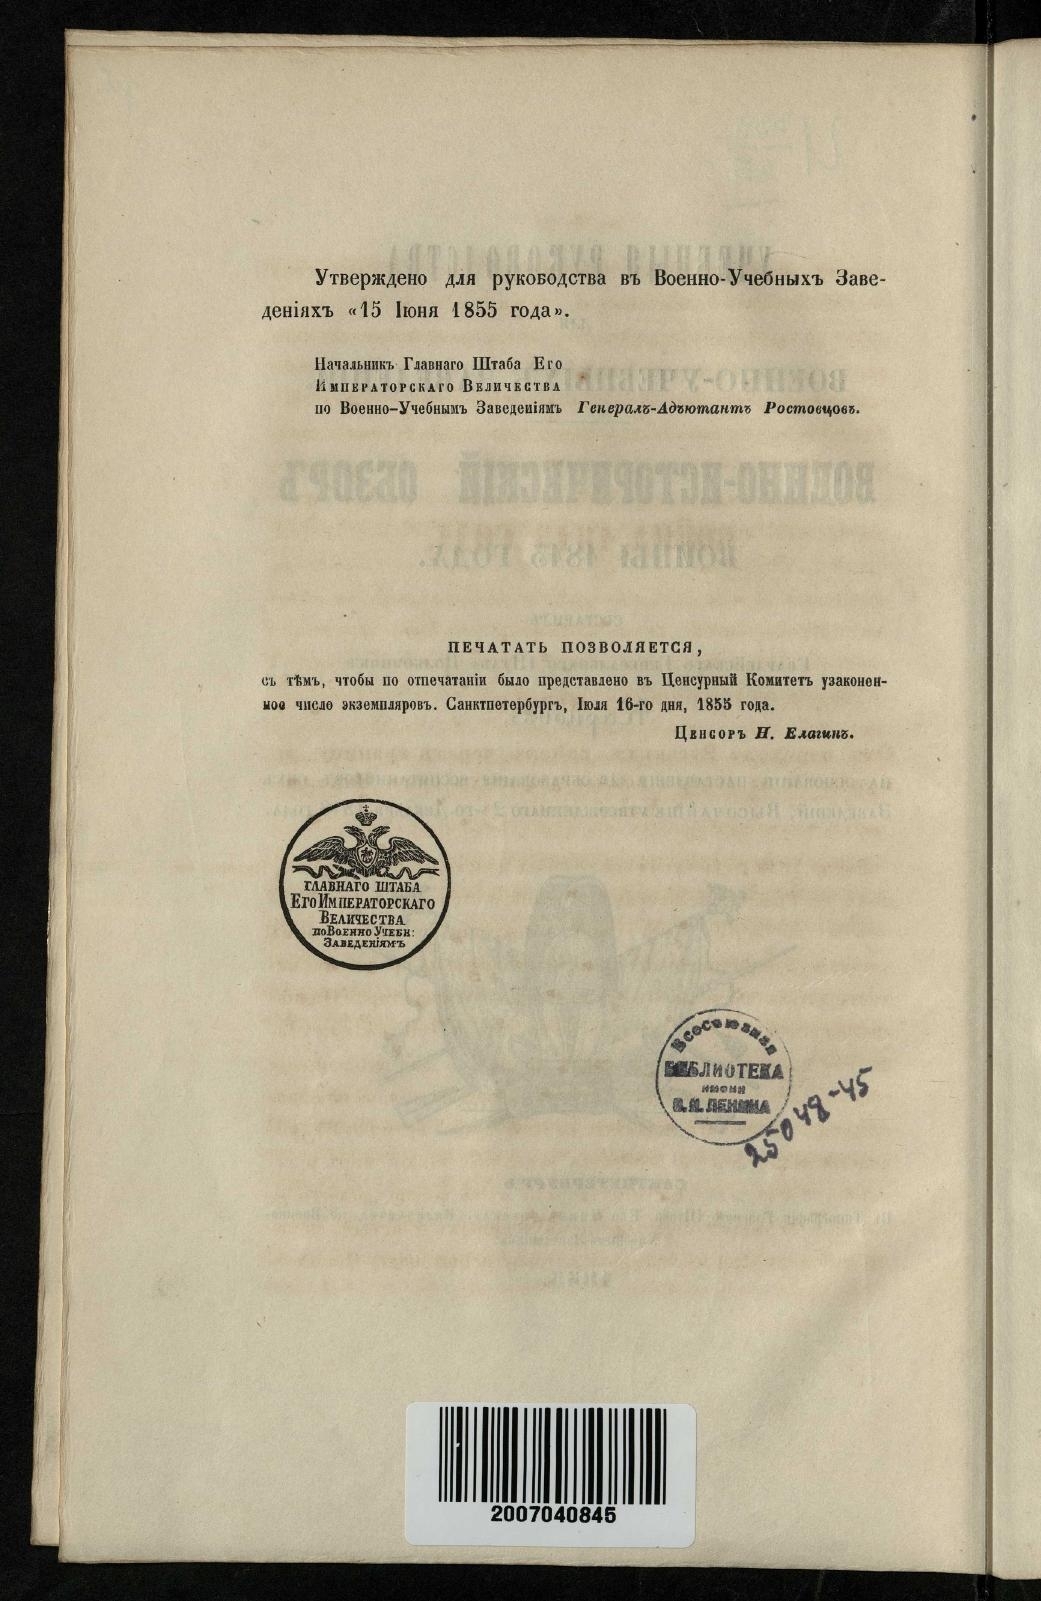 Утверждено для рукободства въ Военно-Учебныхъ Заве-
деніяхъ «15 Іюня 1855 года».
Начальникъ Главнаго Штаба Его
Императорскаго Величества
по Военно-Учебнымъ Заведеніямъ Генералъ-Адъютантъ Ростовцовъ.
ПЕЧАТАТЬ ПОЗВОЛЯЕТСЯ,
съ тѣмъ, чтобы по отпечатаніи было представлено въ Ценсурный Комитетъ узаконен-
ное число экземпляровъ. Санктпетербургъ, Іюля 16-го дня, 1855 года.
Ценсоръ Н. Елагинъ.
ГЛАВНАГО ШТАБА
ЕГО ИМПЕРАТОРСКАГО
ВЕЛИЧЕСТВА
ПО ВОЕННО УЧЕБН:
ЗАВЕДЕНІЯМЪ
Всесоюзная
БИБЛИОТЕКА
имени
В. И. ЛЕНИНА
25048-45
2007040845